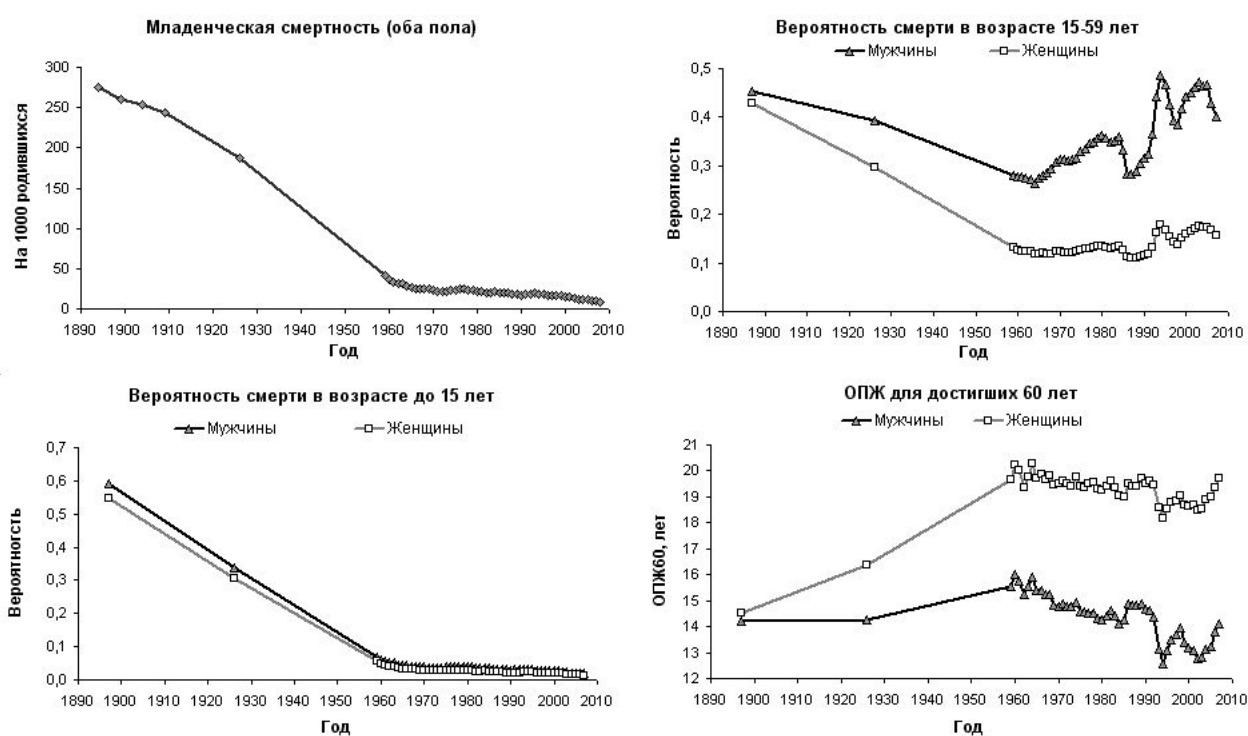 Младенческая смертность (оба пола)
На 1000 родившихся
300
250
200
150
100
50
0
1890 1900 1910 1920 1930 1940 1950 1960 1970 1980 1990 2000 2010
Год
Вероятность смерти в возрасте 15-59 лет
Мужчины Женщины
Вероятность
0,5
0,4
0,3
0,2
0,1
0,0
1890 1900 1910 1920 1930 1940 1950 1960 1970 1980 1990 2000 2010
Год
Вероятность смерти в возрасте до 15 лет
Мужчины Женщины
Вероятногсть
0,7
0,6
0,5
0,4
0,3
0,2
0,1
0,0
1890 1900 1910 1920 1930 1940 1950 1960 1970 1980 1990 2000 2010
Год
ОПЖ для достигших 60 лет
Мужчины Женщины
ОПЖ60, лет
21
20
19
18
17
16
15
14
13
12
1890 1900 1910 1920 1930 1940 1950 1960 1970 1980 1990 2000 2010
Год